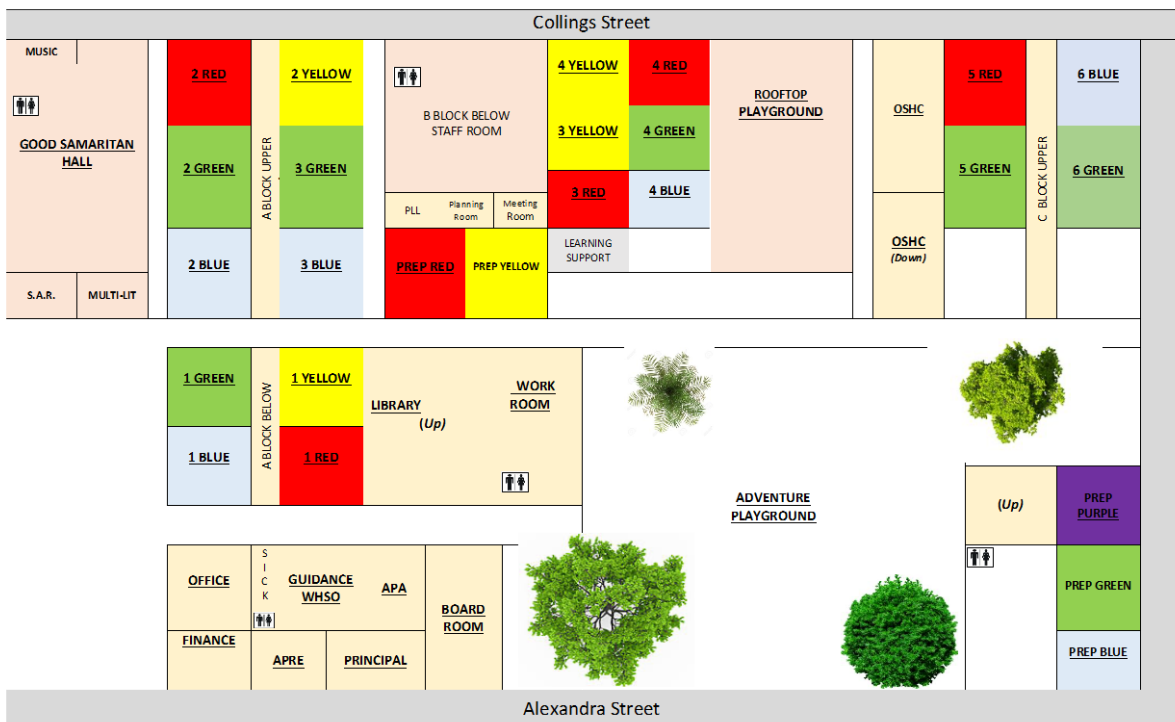 Collings Street
MUSIC
GOOD SAMARITAN
HALL
S.A.R.
MULTI-LIT
2 RED
2 GREEN
2 BLUE
A BLOCK UPPER
2 YELLOW
3 GREEN
3 BLUE
B BLOCK BELOW
STAFF ROOM
PLL
Planning
Room
Meeting
Room
PREP RED
PREP YELLOW
4 YELLOW
3 YELLOW
3 RED
LEARNING
SUPPORT
4 RED
4 GREEN
4 BLUE
ROOFTOP
PLAYGROUND
OSHC
OSHC
(Down)
5 RED
5 GREEN
C BLOCK UPPER
6 BLUE
6 GREEN
1 GREEN
1 BLUE
A BLOCK BELOW
1 YELLOW
1 RED
LIBRARY
(Up)
WORK
ROOM
ADVENTURE
PLAYGROUND
(Up)
PREP
PURPLE
PREP GREEN
PREP BLUE
OFFICE
FINANCE
SICK
GUIDANCE
WHSO
APA
APRE
PRINCIPAL
BOARD
ROOM
Alexandra Street